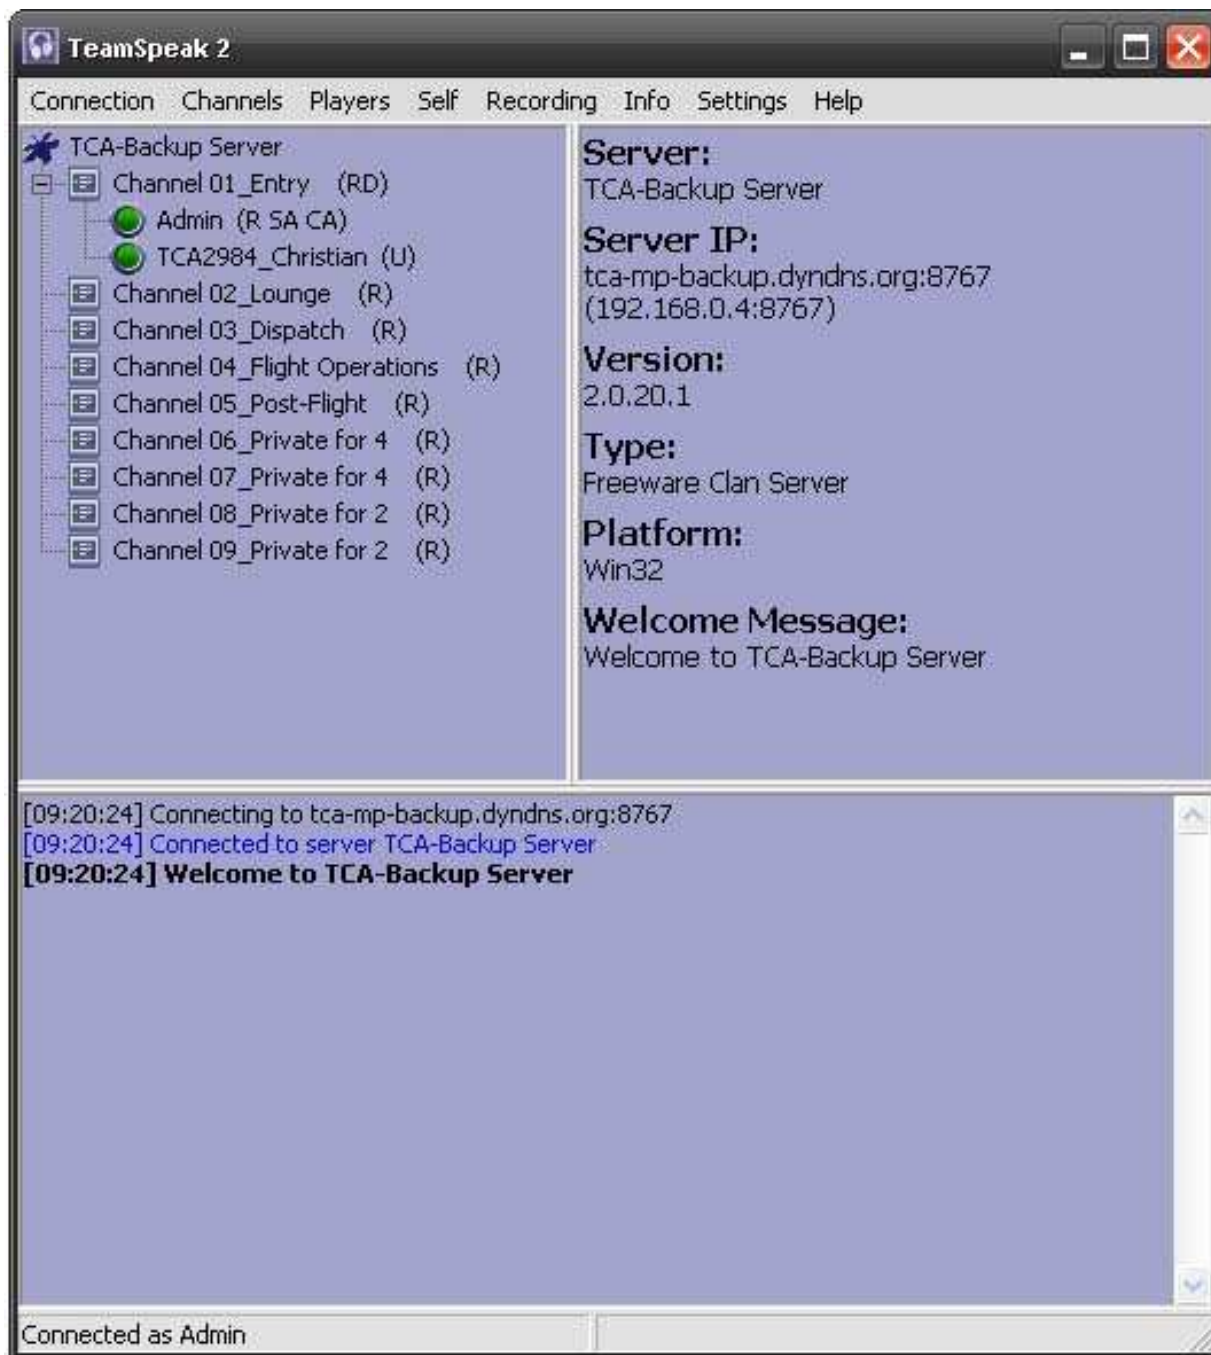 TeamSpeak 2
Connection Channels Players Self Recording Info Settings Help
TCA-Backup Server
Channel 01_Entry (RD)
Admin (R SA CA)
TCA2984_Christian (U)
Channel 02_Lounge (R)
Channel 03_Dispatch (R)
Channel 04_Flight Operations (R)
Channel 05_Post-Flight (R)
Channel 06_Private for 4 (R)
Channel 07_Private for 4 (R)
Channel 08_Private for 2 (R)
Channel 09_Private for 2 (R)
Server:
TCA-Backup Server
Server IP:
tca-mp-backup.dyndns.org:8767
(192.168.0.4:8767)
Version:
2.0.20.1
Type:
Freeware Clan Server
Platform:
Win32
Welcome Message:
Welcome to TCA-Backup Server
[09:20:24] Connecting to tca-mp-backup.dyndns.org:8767
[09:20:24] Connected to server TCA-Backup Server
[09:20:24] Welcome to TCA-Backup Server
Connected as Admin